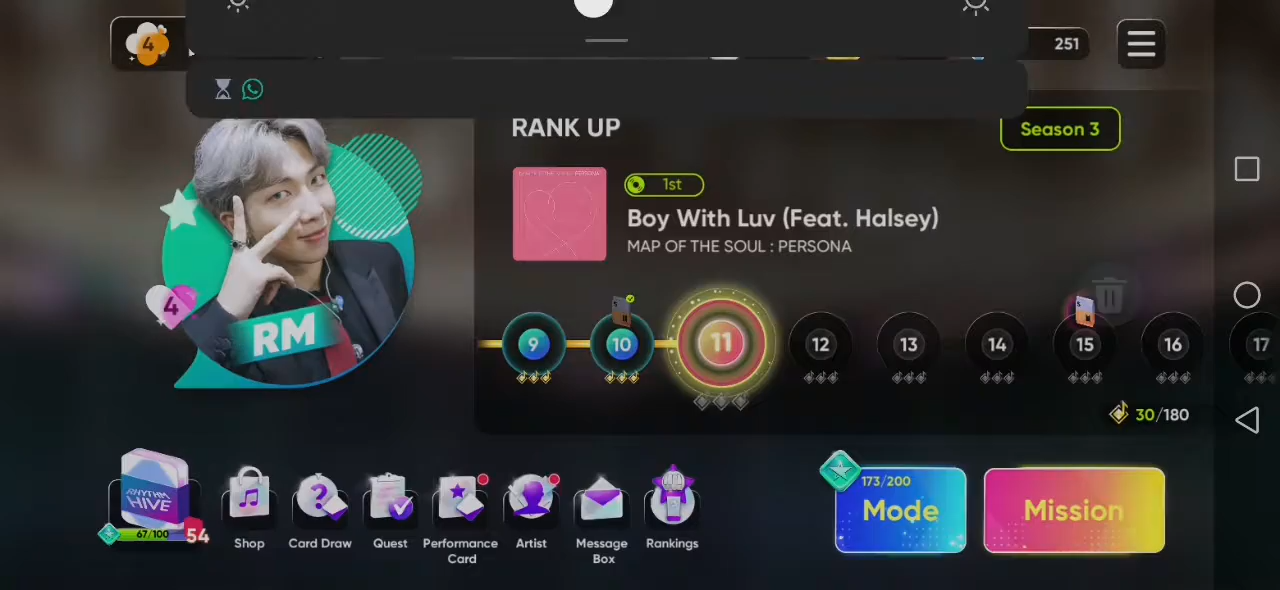 4
251
RANK UP
Season 3
1st
Boy With Luv (Feat. Halsey)
MAP OF THE SOUL : PERSONA
4
RM
9
10
11
12
13
14
15
16
17
30/180
RHYTHM
HIVE
67/100
54
Shop
Card Draw
Quest
Performance
Card
Artist
Message
Box
Rankings
173/200
Mode
Mission